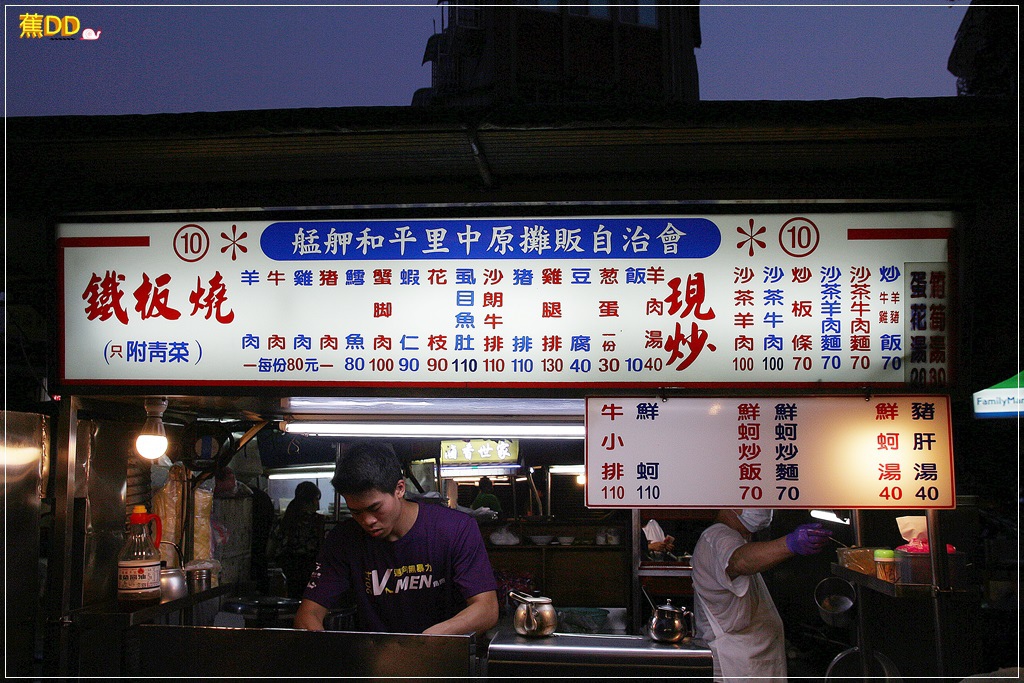 蕉DD
⑩ ＊ 艋舺和平里中原攤販自治會 ＊ ⑩
鐵板燒
(只附青菜)
羊肉
牛肉
雞肉
豬肉
一每份80元一
鱈魚 80
蟹腳肉 100
蝦仁 90
花枝 90
虱目魚肚 110
沙朗牛排 110
豬排 110
雞腿排 130
豆腐 40
葱蛋一份 30
飯 10
羊肉湯 40
現炒
沙茶羊肉 100
沙茶牛肉 100
炒板條 70
沙茶羊肉麵 70
沙茶牛肉麵 70
炒牛雞羊豬飯 70
蛋花湯 20
牛小排 110
鮮蚵 110
鮮蚵炒飯 70
鮮蚵炒麵 70
鮮蚵湯 40
豬肝湯 40
FamilyMar
V MEN